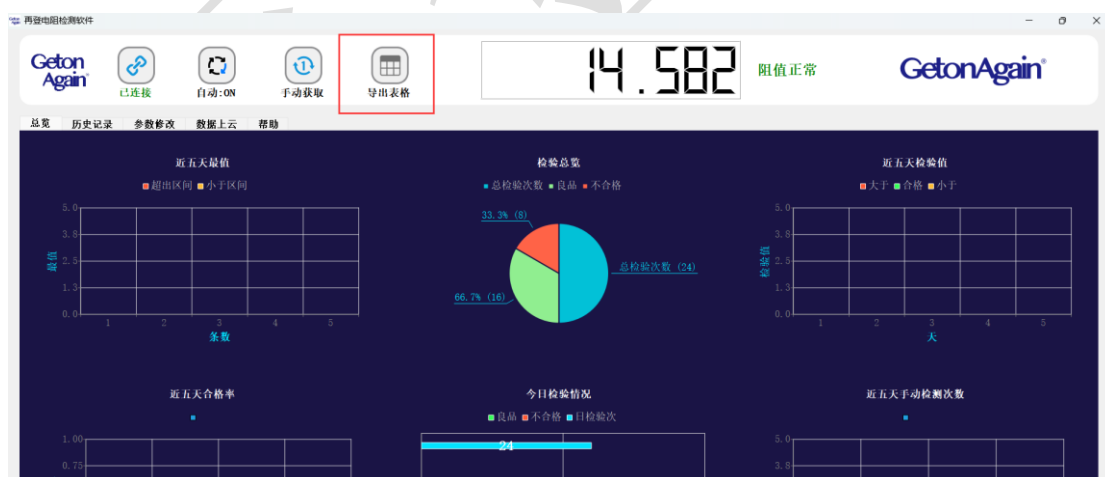 再登电阻检测软件
Geton Again
已连接
自动:ON
手动获取
导出表格
14.582
阻值正常
GetonAgain®
总览 历史记录 参数修改 数据上云 帮助
近五天最值
超出区间 小于区间
5.0
3.8
2.5
1.3
0.0
最值
1 2 3 4 5
条数
检验总览
总检验次数 良品 不合格
33.3% (8)
总检验次数 (24)
66.7% (16)
近五天检验值
大于 合格 小于
5.0
3.8
2.5
1.3
0.0
检验值
1 2 3 4 5
天
近五天合格率
1.00
0.75
今日检验情况
良品 不合格 日检验次
24
近五天手动检测次数
5.0
3.8